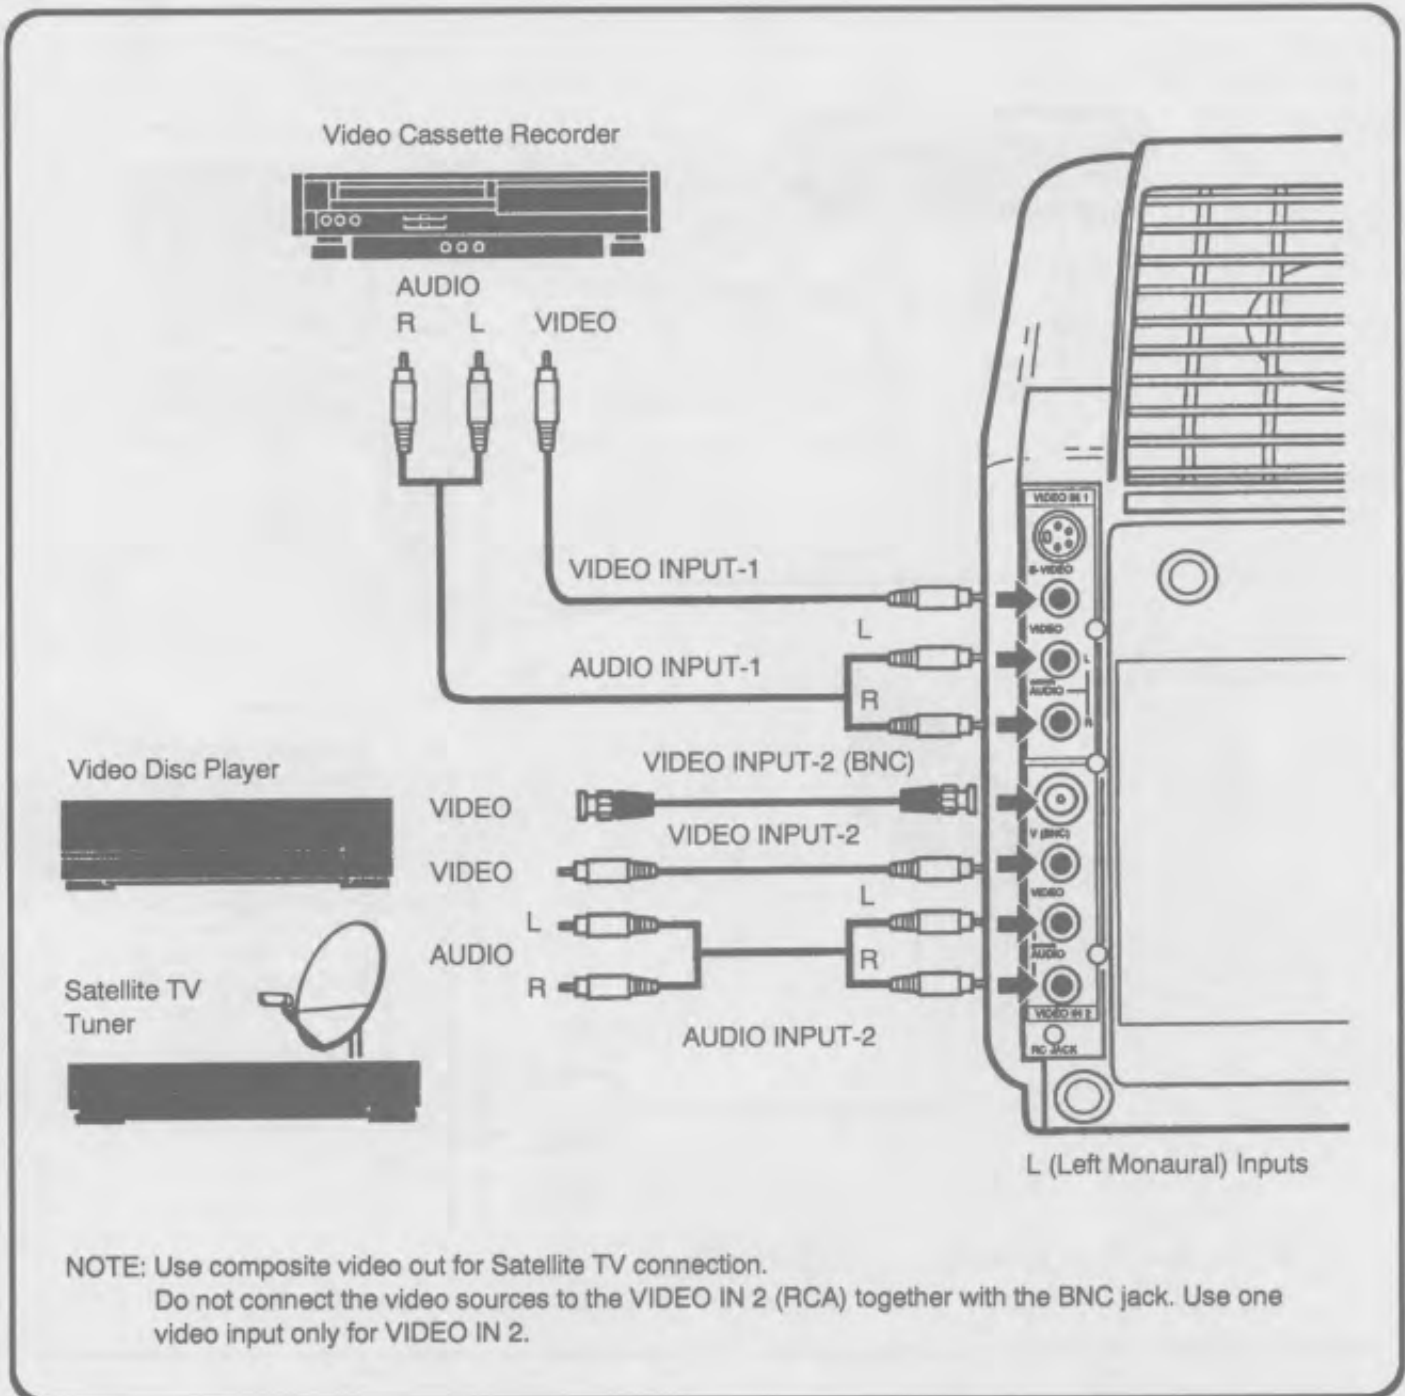 Video Cassette Recorder
AUDIO
R L VIDEO
VIDEO INPUT-1
L
AUDIO INPUT-1
R
VIDEO IN 1
S-VIDEO
VIDEO
L
AUDIO
R
Video Disc Player
VIDEO INPUT-2 (BNC)
VIDEO
VIDEO INPUT-2
VIDEO
L
L
AUDIO
R
R
AUDIO INPUT-2
V (BNC)
VIDEO
AUDIO
VIDEO IN 2
RC JACK
Satellite TV
Tuner
L (Left Monaural) Inputs
NOTE: Use composite video out for Satellite TV connection.
Do not connect the video sources to the VIDEO IN 2 (RCA) together with the BNC jack. Use one
video input only for VIDEO IN 2.